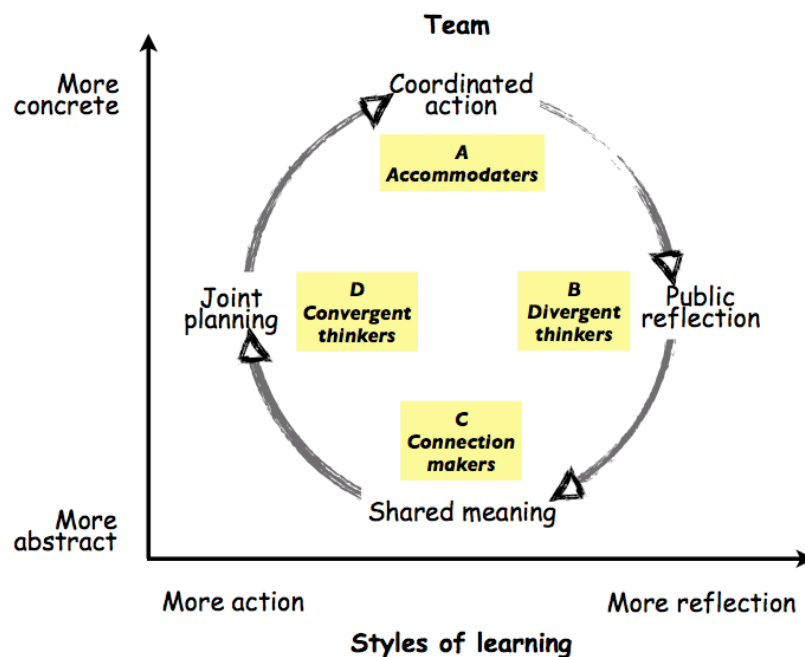 Team
More
concrete
Coordinated
action
A
Accommodaters
Joint
planning
D
Convergent
thinkers
B
Divergent
thinkers
Public
reflection
C
Connection
makers
Shared meaning
More
abstract
More action
More reflection
Styles of learning